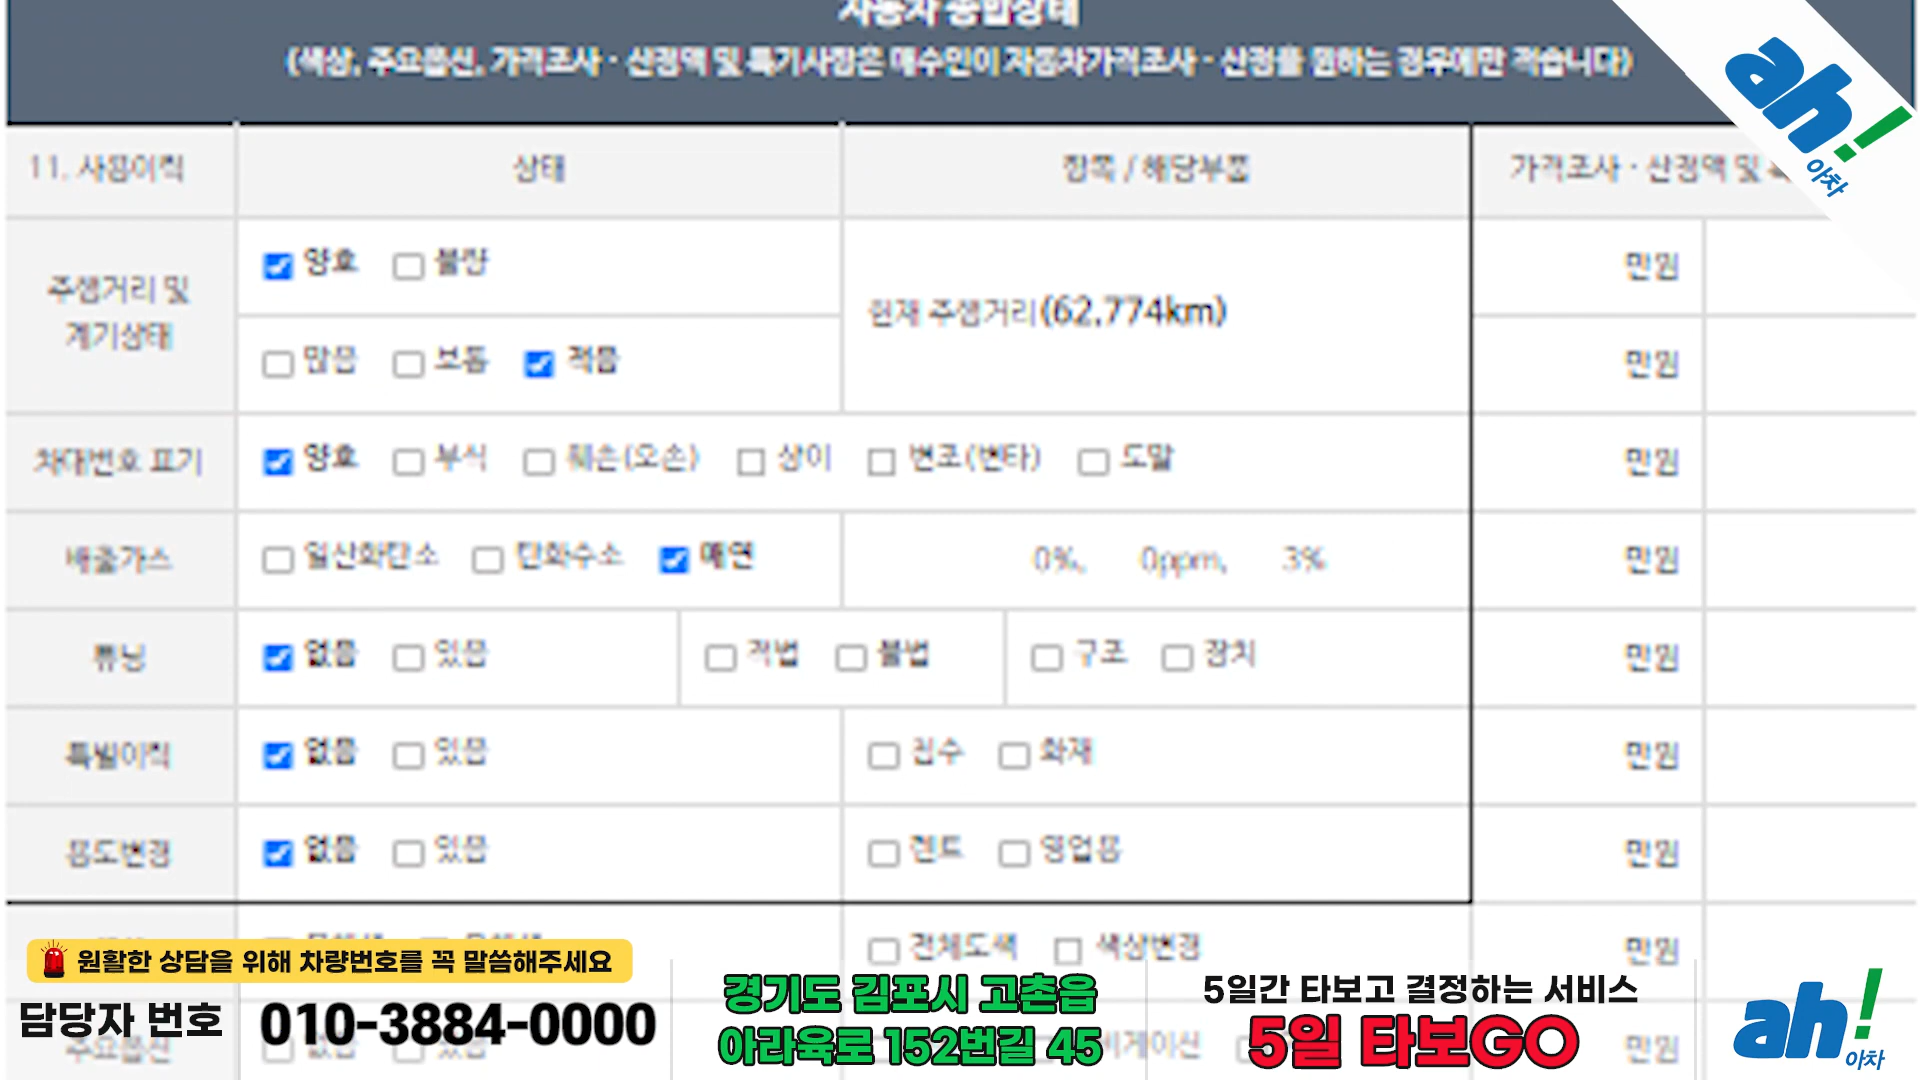 자동차 종합상태
(색상, 주요옵션, 가격조사 · 산정액 및 특기사항은 매수인이 자동차가격조사 · 산정을 원하는 경우에만 적습니다)
11. 사용이력 상태 항목 / 해당부품 가격조사 · 산정액 및
주행거리 및 계기상태
양호 불량 만원
현재 주행거리(62,774km)
많음 보통 적음 만원
차대번호 표기 양호 부식 훼손(오손) 상이 변조(변타) 도말 만원
배출가스 일산화탄소 탄화수소 매연 0%, 0ppm, 3% 만원
튜닝 없음 있음 적법 불법 구조 장치 만원
특별이력 없음 있음 침수 화재 만원
용도변경 없음 있음 렌트 영업용 만원
전체도색 색상변경 만원
주요옵션 없음 있음 만원
원활한 상담을 위해 차량번호를 꼭 말씀해주세요
담당자 번호 010-3884-0000
경기도 김포시 고촌읍
아라육로 152번길 45
5일간 타보고 결정하는 서비스
5일 타보GO
ah!
아차
ah!
아차